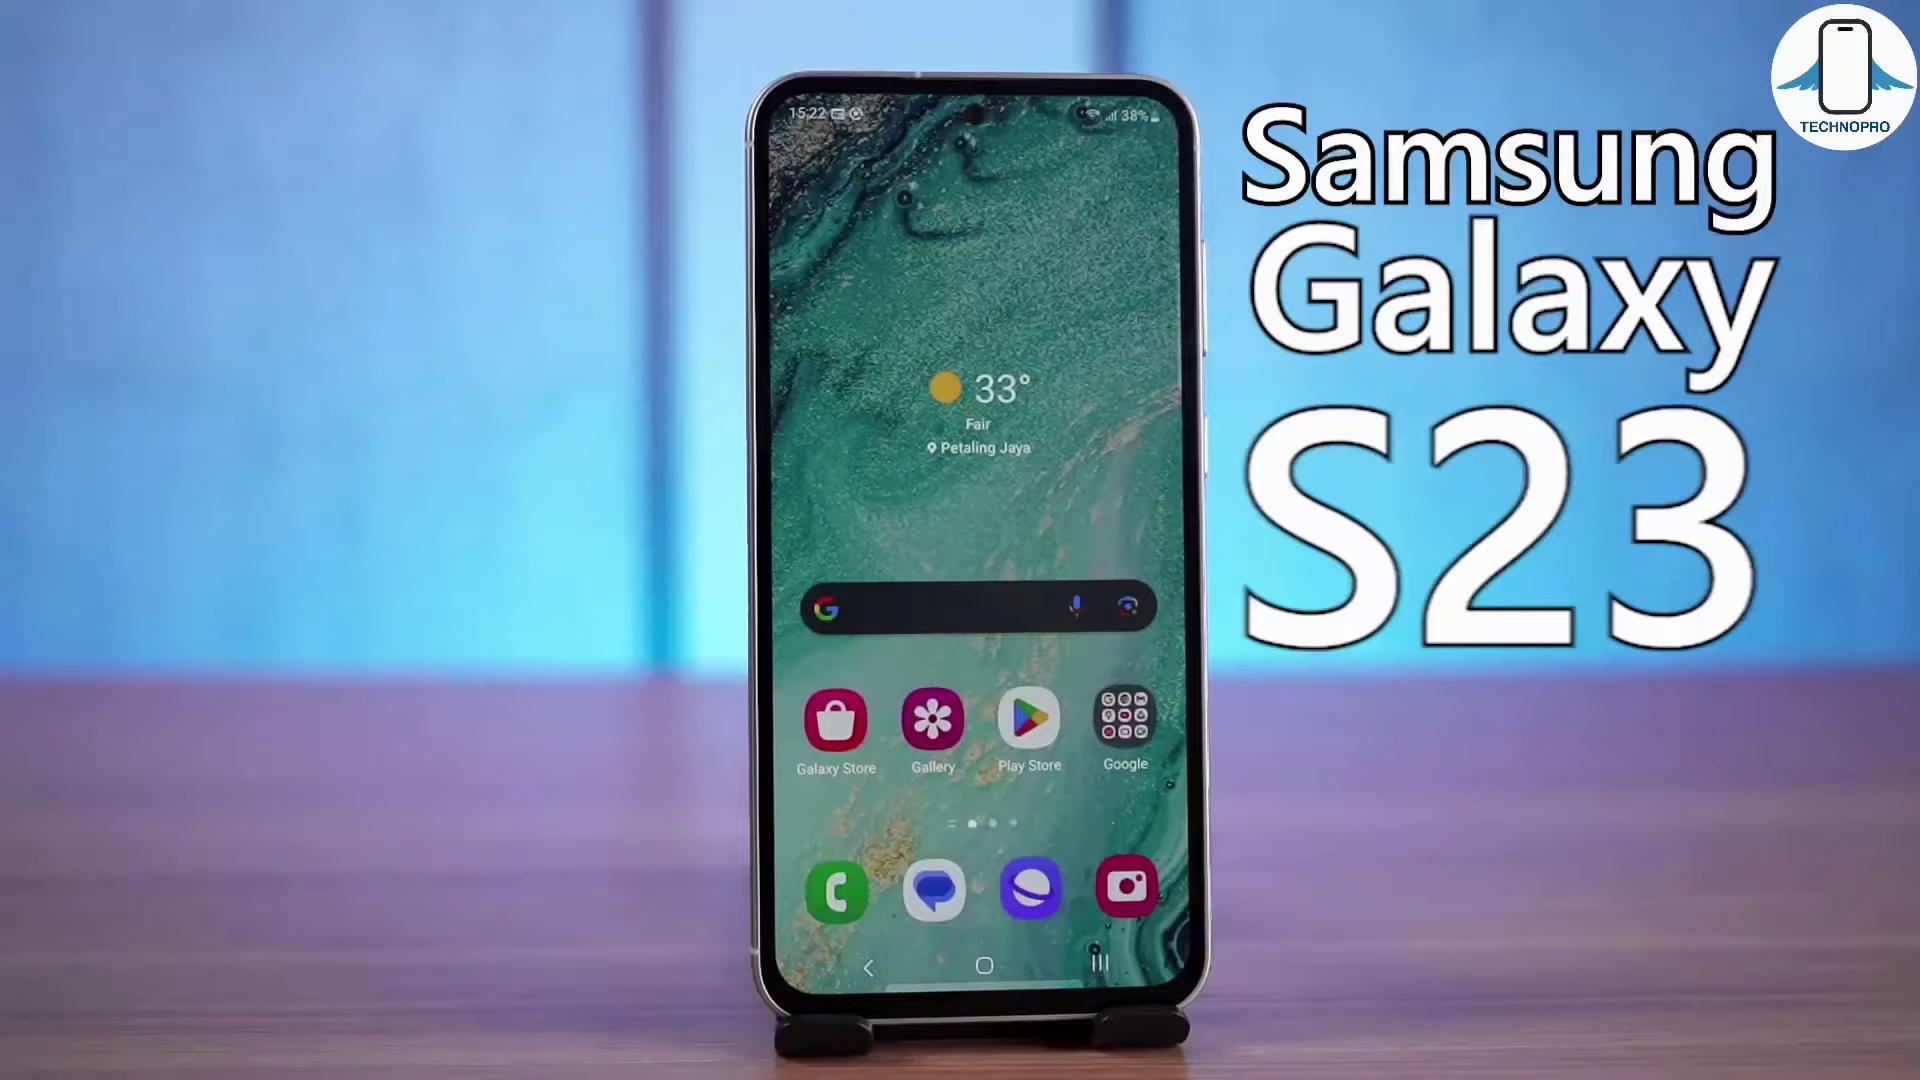 15:22
38%
TECHNOPRO
Samsung
Galaxy
S23
33°
Fair
Petaling Jaya
Galaxy Store
Gallery
Play Store
Google